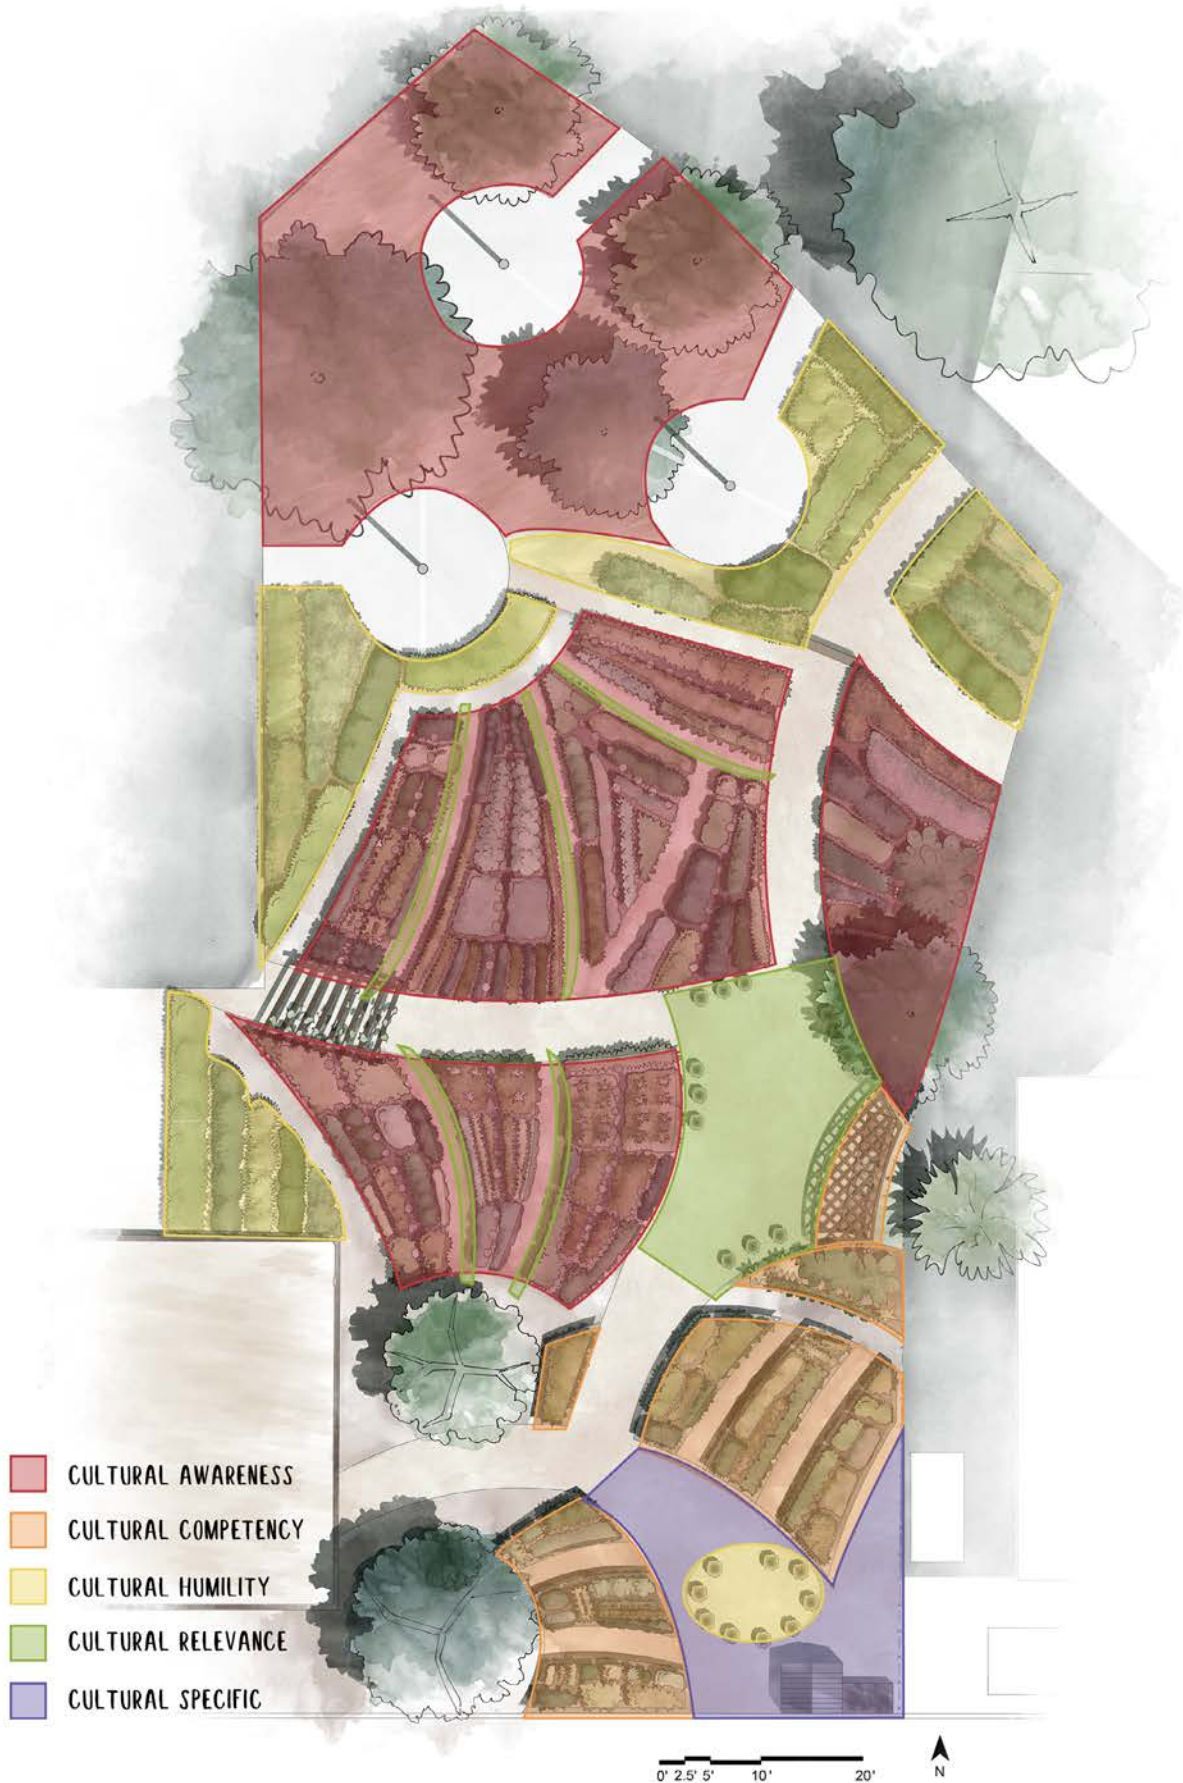 CULTURAL AWARENESS
CULTURAL COMPETENCY
CULTURAL HUMILITY
CULTURAL RELEVANCE
CULTURAL SPECIFIC
0' 2.5' 5' 10' 20'
N